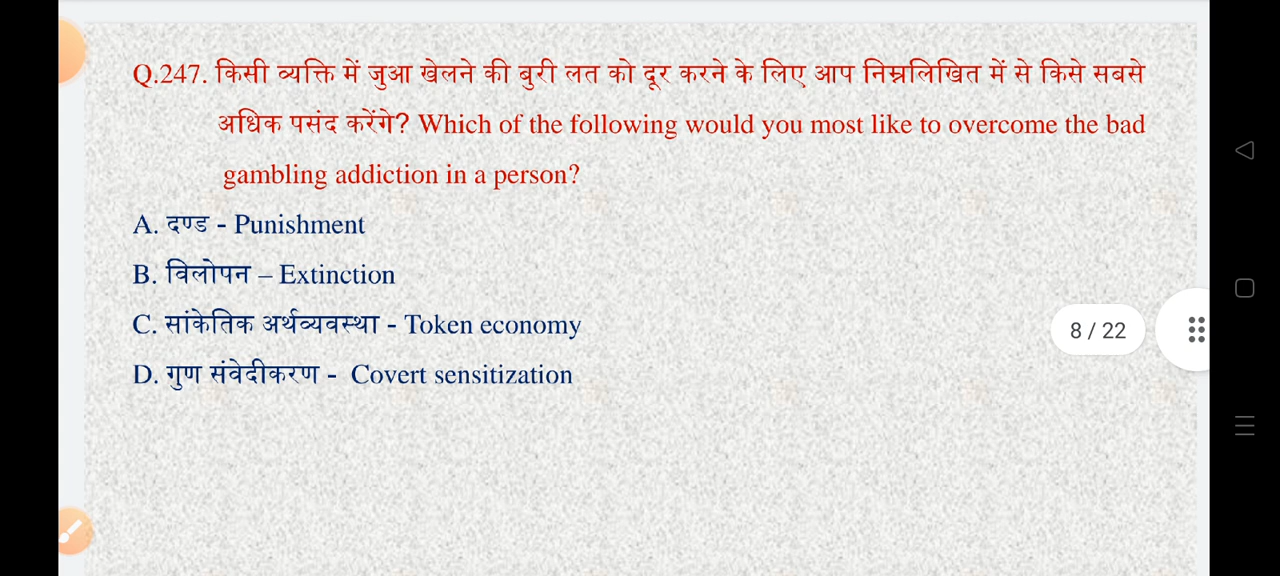 Q.247. किसी व्यक्ति में जुआ खेलने की बुरी लत को दूर करने के लिए आप निम्नलिखित में से किसे सबसे
अधिक पसंद करेंगे? Which of the following would you most like to overcome the bad
gambling addiction in a person?
A. दण्ड - Punishment
B. विलोपन – Extinction
C. सांकेतिक अर्थव्यवस्था - Token economy
8 / 22
D. गुण संवेदीकरण - Covert sensitization